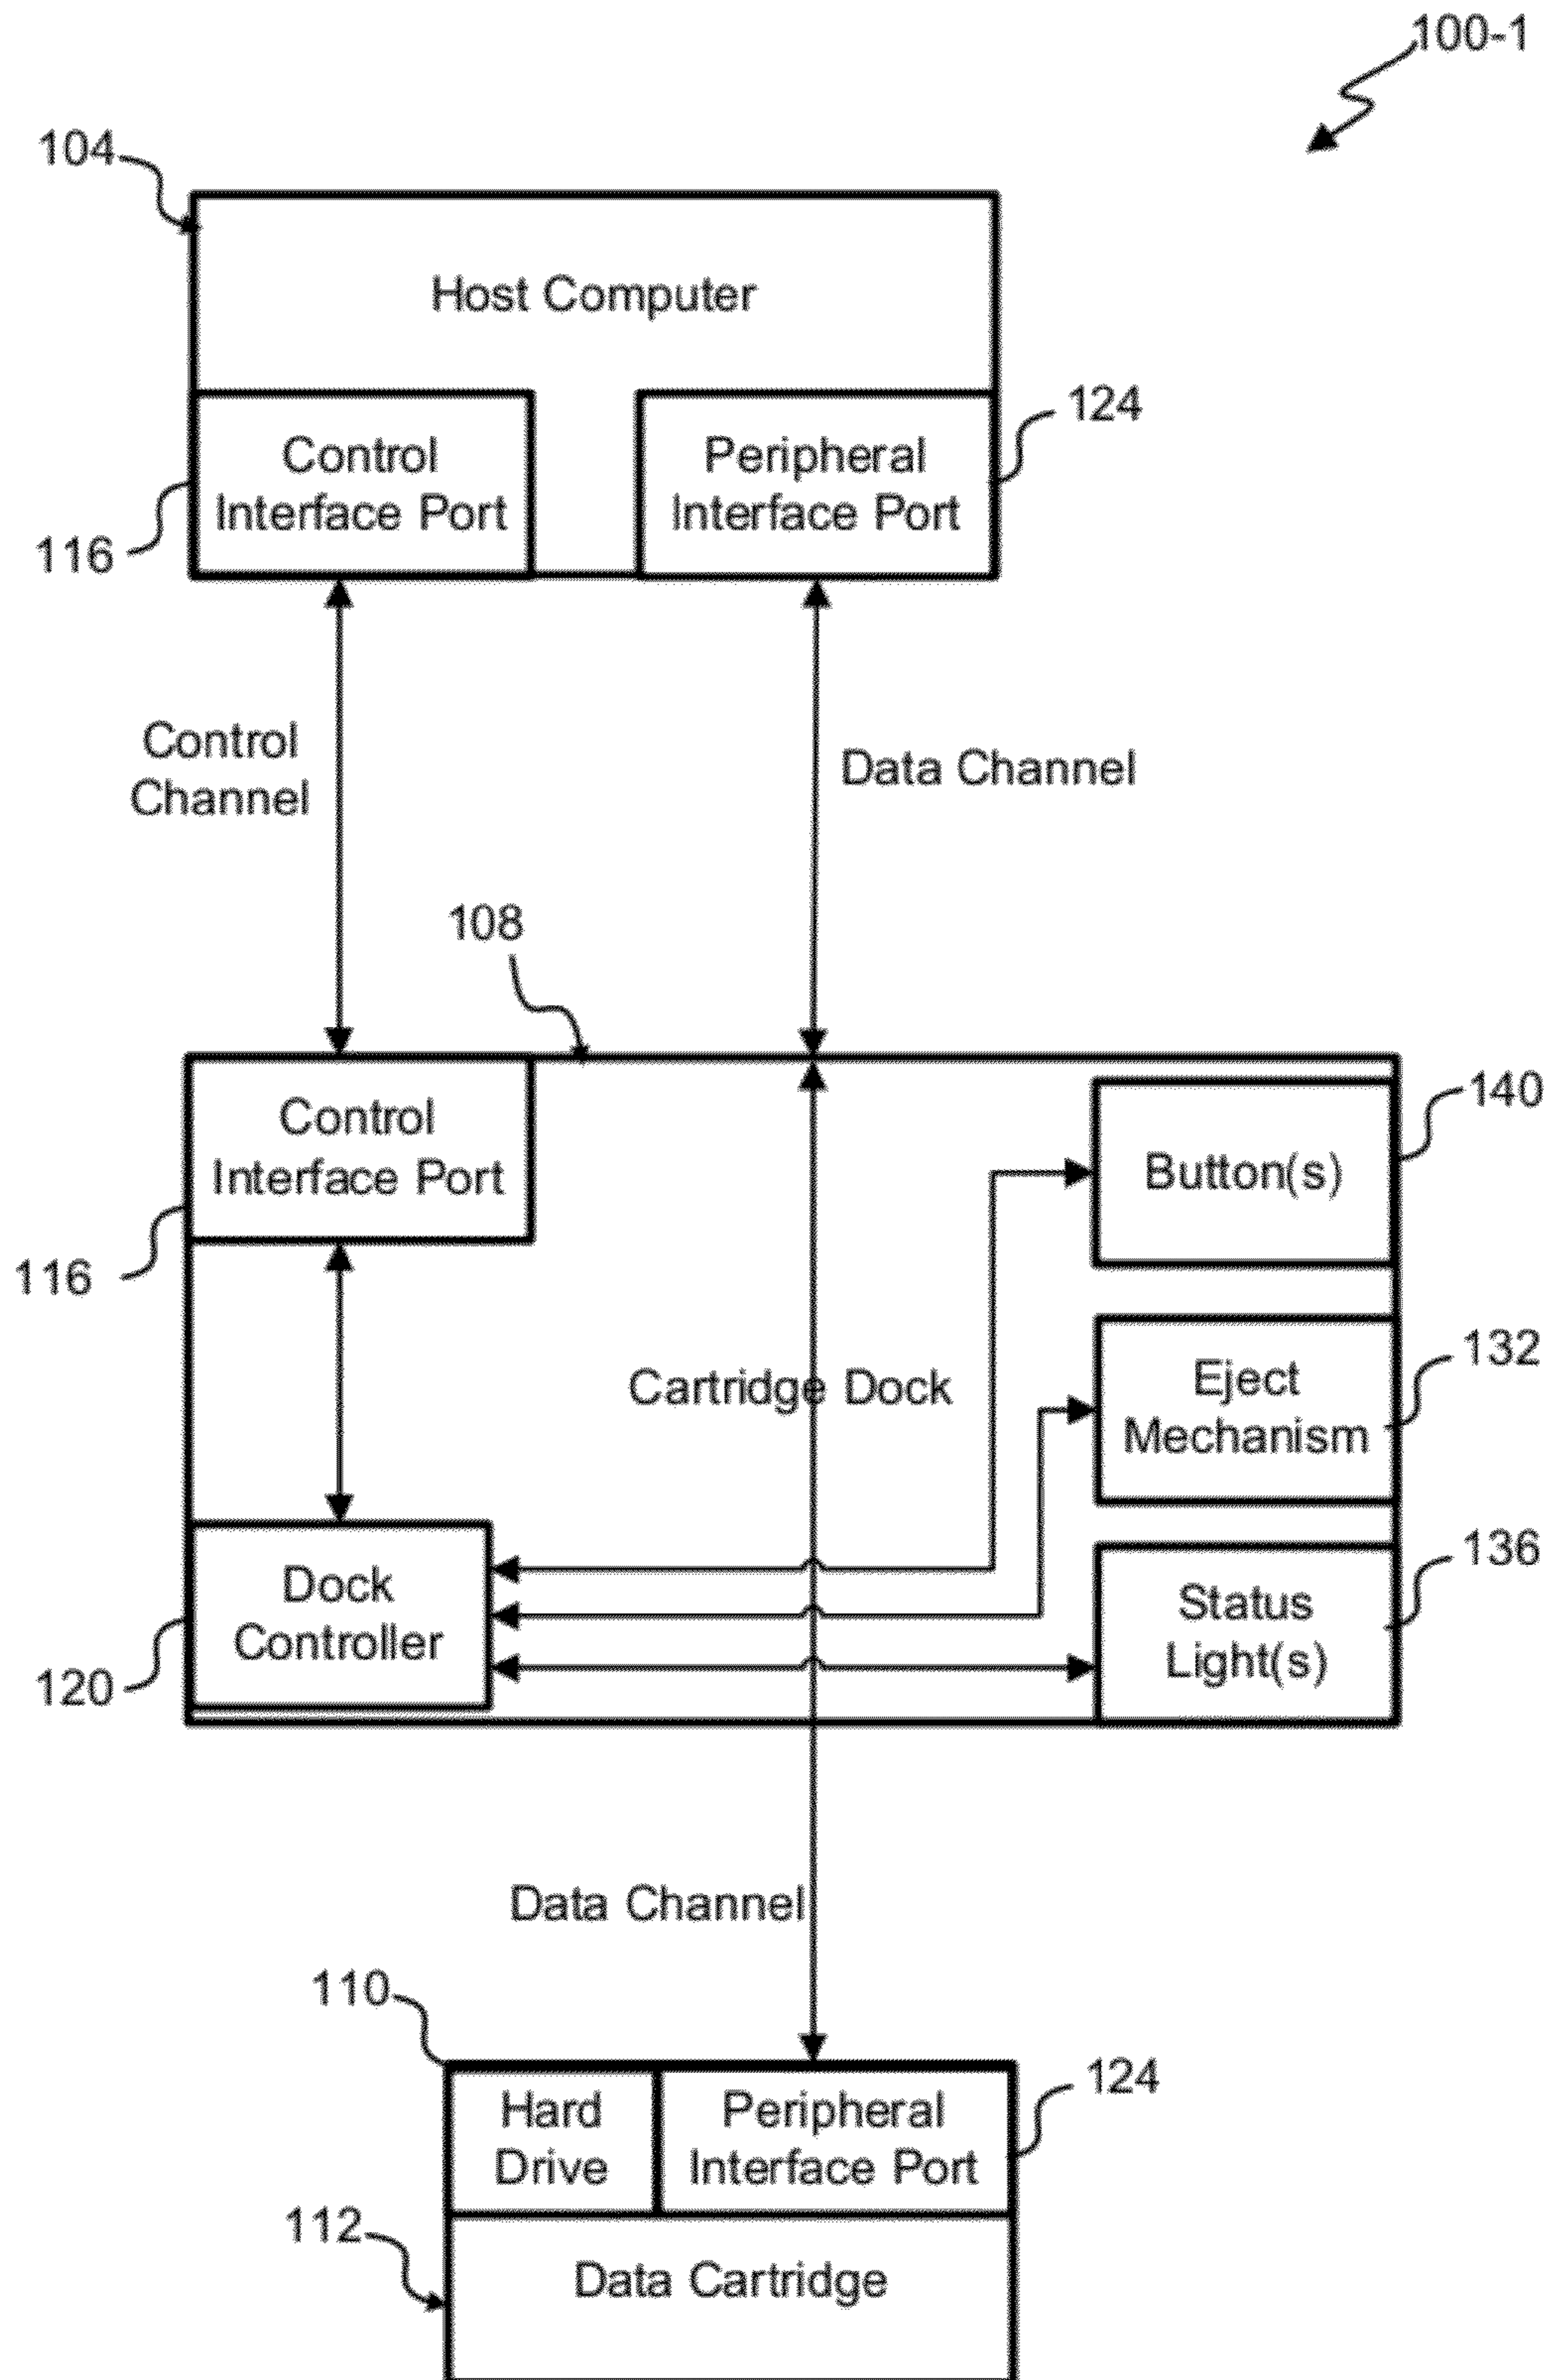 100-1
104
Host Computer
124
Control
Interface Port
Peripheral
Interface Port
116
Control
Channel
Data Channel
108
140
Control
Interface Port
Button(s)
116
132
Cartridge Dock
Eject
Mechanism
136
Dock
Controller
Status
Light(s)
120
Data Channel
110
124
Hard
Drive
Peripheral
Interface Port
112
Data Cartridge